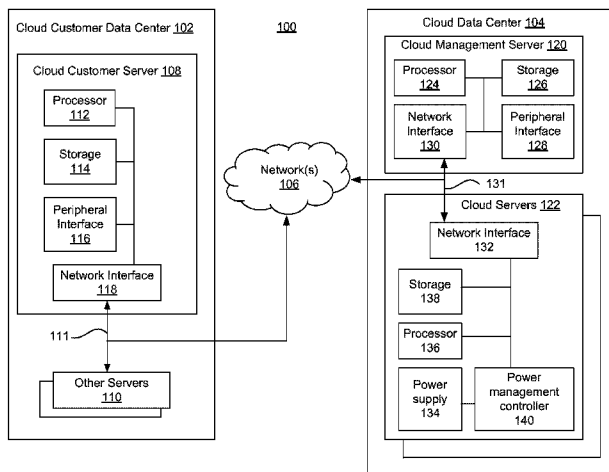 Cloud Customer Data Center 102
Cloud Customer Server 108
Processor
112
Storage
114
Peripheral
Interface
116
Network Interface
118
111
Other Servers
110
100
Network(s)
106
Cloud Data Center 104
Cloud Management Server 120
Processor
124
Storage
126
Network
Interface
130
Peripheral Interface
128
131
Cloud Servers 122
Network Interface
132
Storage
138
Processor
136
Power
supply
134
Power
management
controller
140